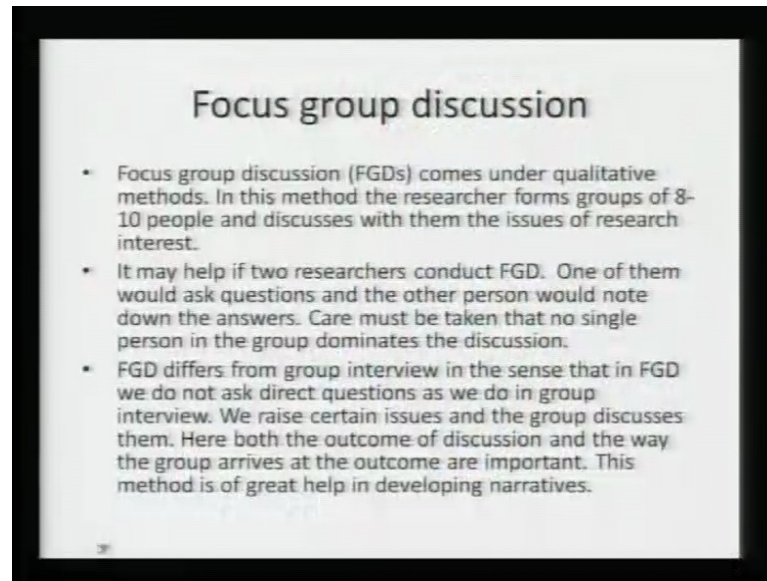 Focus group discussion
• Focus group discussion (FGDs) comes under qualitative
methods. In this method the researcher forms groups of 8-
10 people and discusses with them the issues of research
interest.
• It may help if two researchers conduct FGD. One of them
would ask questions and the other person would note
down the answers. Care must be taken that no single
person in the group dominates the discussion.
• FGD differs from group interview in the sense that in FGD
we do not ask direct questions as we do in group
interview. We raise certain issues and the group discusses
them. Here both the outcome of discussion and the way
the group arrives at the outcome are important. This
method is of great help in developing narratives.